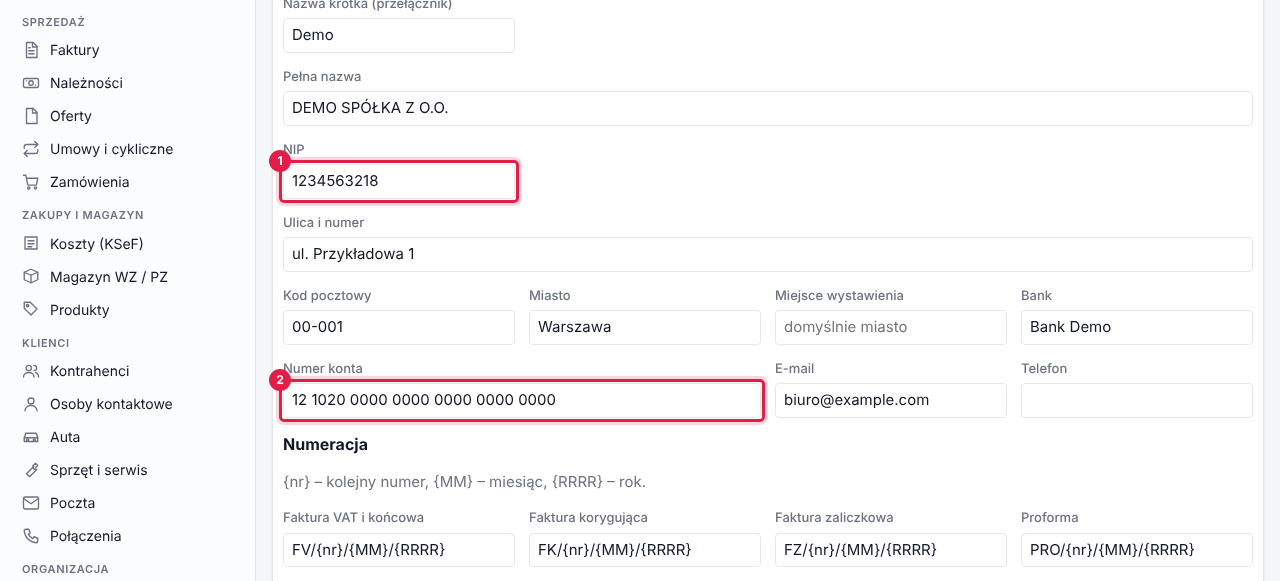 SPRZEDAŻ
Faktury
Należności
Oferty
Umowy i cykliczne
Zamówienia
ZAKUPY I MAGAZYN
Koszty (KSeF)
Magazyn WZ / PZ
Produkty
KLIENCI
Kontrahenci
Osoby kontaktowe
Auta
Sprzęt i serwis
Poczta
Połączenia
ORGANIZACJA
Nazwa krótka (przełącznik)
Demo
Pełna nazwa
DEMO SPÓŁKA Z O.O.
NIP
1
1234563218
Ulica i numer
ul. Przykładowa 1
Kod pocztowy Miasto Miejsce wystawienia Bank
00-001 Warszawa domyślnie miasto Bank Demo
Numer konta E-mail Telefon
2
12 1020 0000 0000 0000 0000 0000 biuro@example.com
Numeracja
{nr} – kolejny numer, {MM} – miesiąc, {RRRR} – rok.
Faktura VAT i końcowa Faktura korygująca Faktura zaliczkowa Proforma
FV/{nr}/{MM}/{RRRR} FK/{nr}/{MM}/{RRRR} FZ/{nr}/{MM}/{RRRR} PRO/{nr}/{MM}/{RRRR}